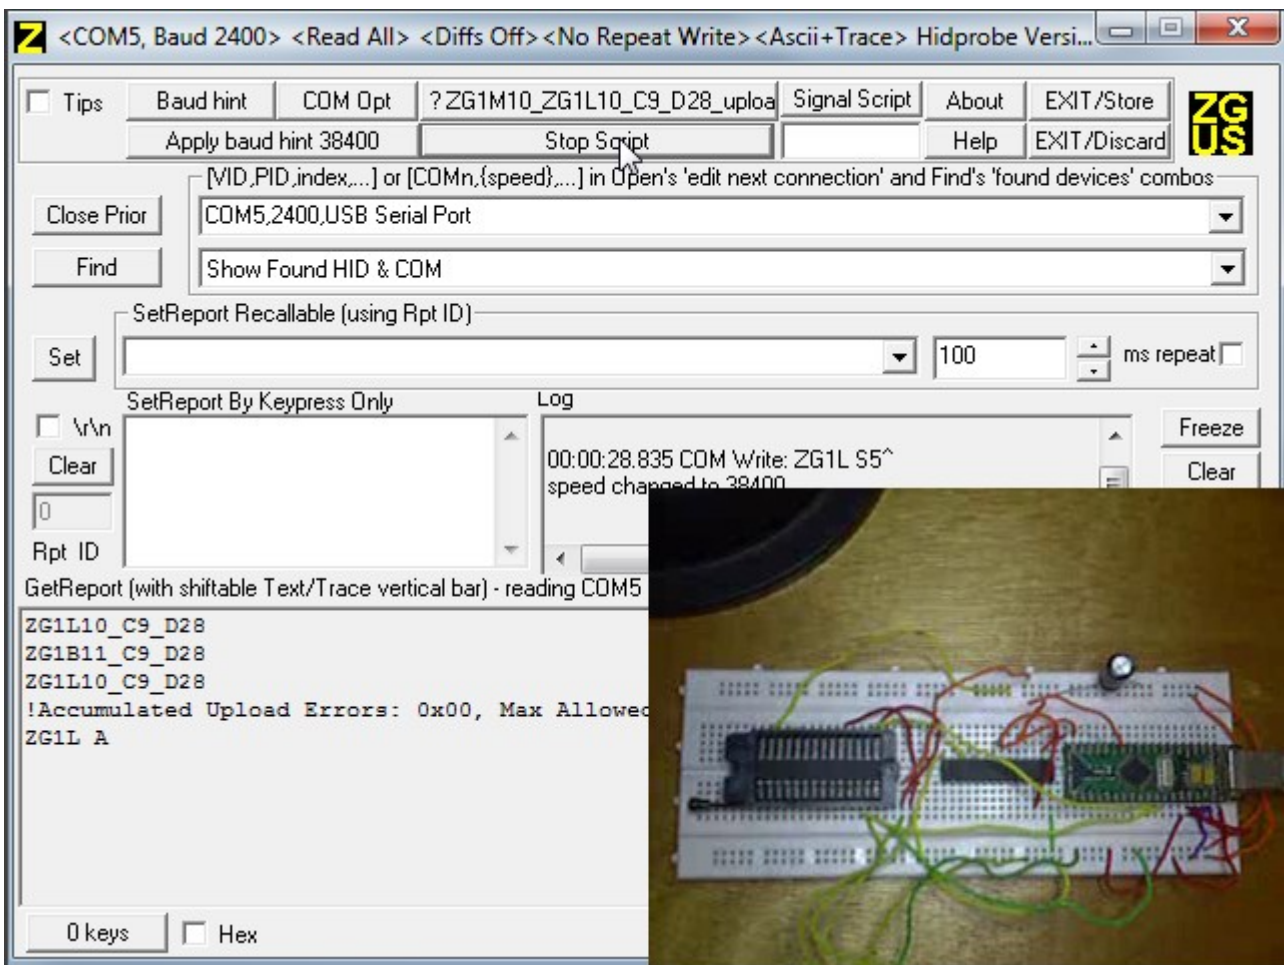 Z <COM5, Baud 2400> <Read All> <Diffs Off><No Repeat Write><Ascii+Trace> Hidprobe Versi...
Tips Baud hint COM Opt ?ZG1M10_ZG1L10_C9_D28_uploa Signal Script About EXIT/Store
ZG
US
Apply baud hint 38400 Stop Script Help EXIT/Discard
[VID,PID,index,...] or [COMn,{speed},...] in Open's 'edit next connection' and Find's 'found devices' combos
Close Prior COM5,2400,USB Serial Port
Find Show Found HID & COM
SetReport Recallable (using Rpt ID)
Set 100 ms repeat
SetReport By Keypress Only Log
\r\n Freeze
Clear 00:00:28.835 COM Write: ZG1L S5^ Clear
speed changed to 38400
0
Rpt ID
GetReport (with shiftable Text/Trace vertical bar) - reading COM5
ZG1L10_C9_D28
ZG1B11_C9_D28
ZG1L10_C9_D28
!Accumulated Upload Errors: 0x00, Max Allowed
ZG1L A
0 keys Hex